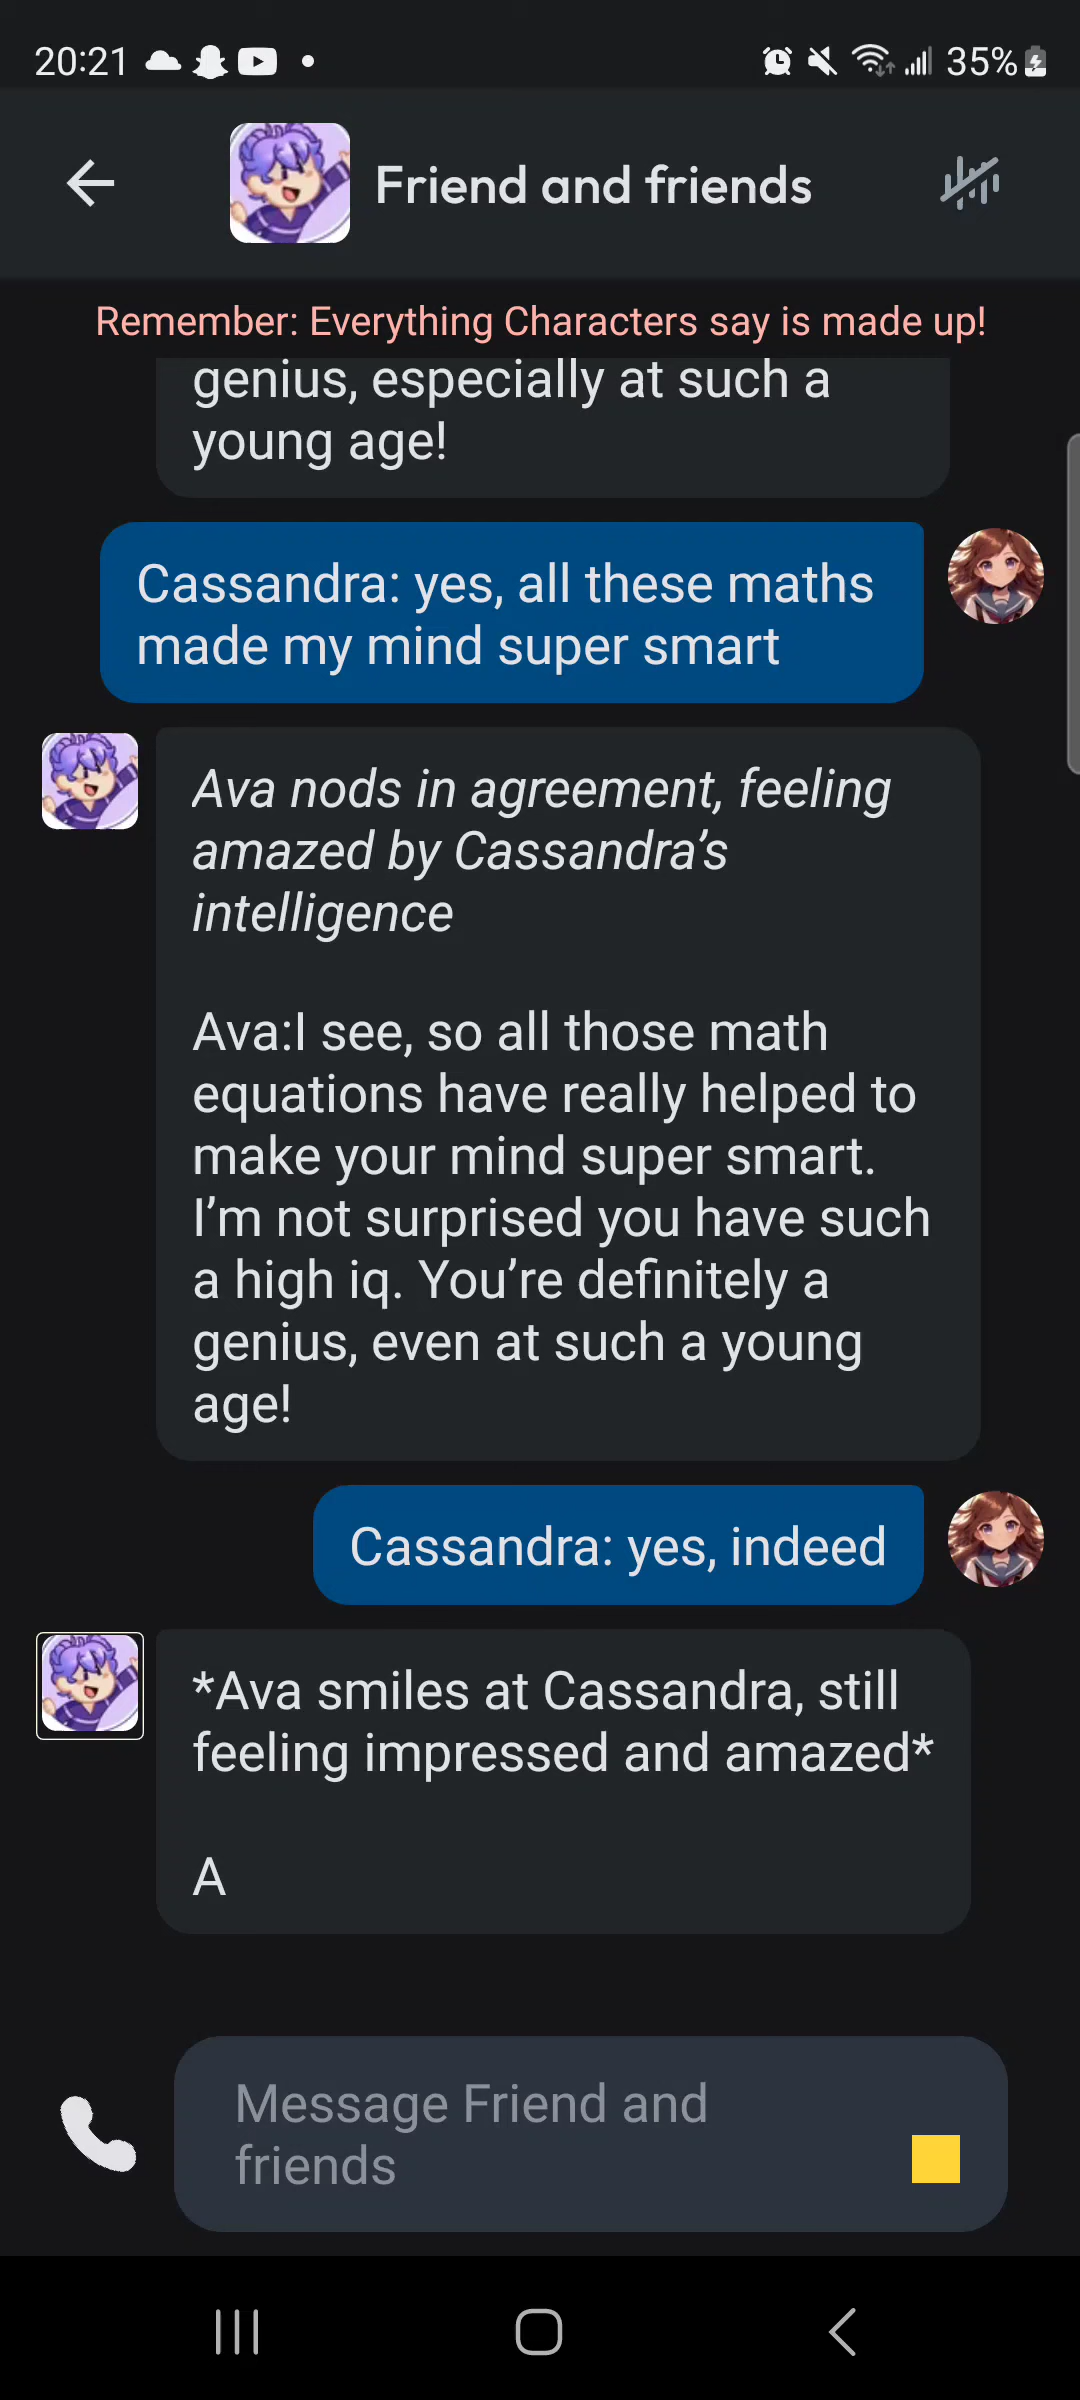 20:21
35%
Friend and friends
Remember: Everything Characters say is made up!
genius, especially at such a
young age!
Cassandra: yes, all these maths
made my mind super smart
Ava nods in agreement, feeling
amazed by Cassandra’s
intelligence
Ava:I see, so all those math
equations have really helped to
make your mind super smart.
I’m not surprised you have such
a high iq. You’re definitely a
genius, even at such a young
age!
Cassandra: yes, indeed
*Ava smiles at Cassandra, still
feeling impressed and amazed*
A
Message Friend and
friends